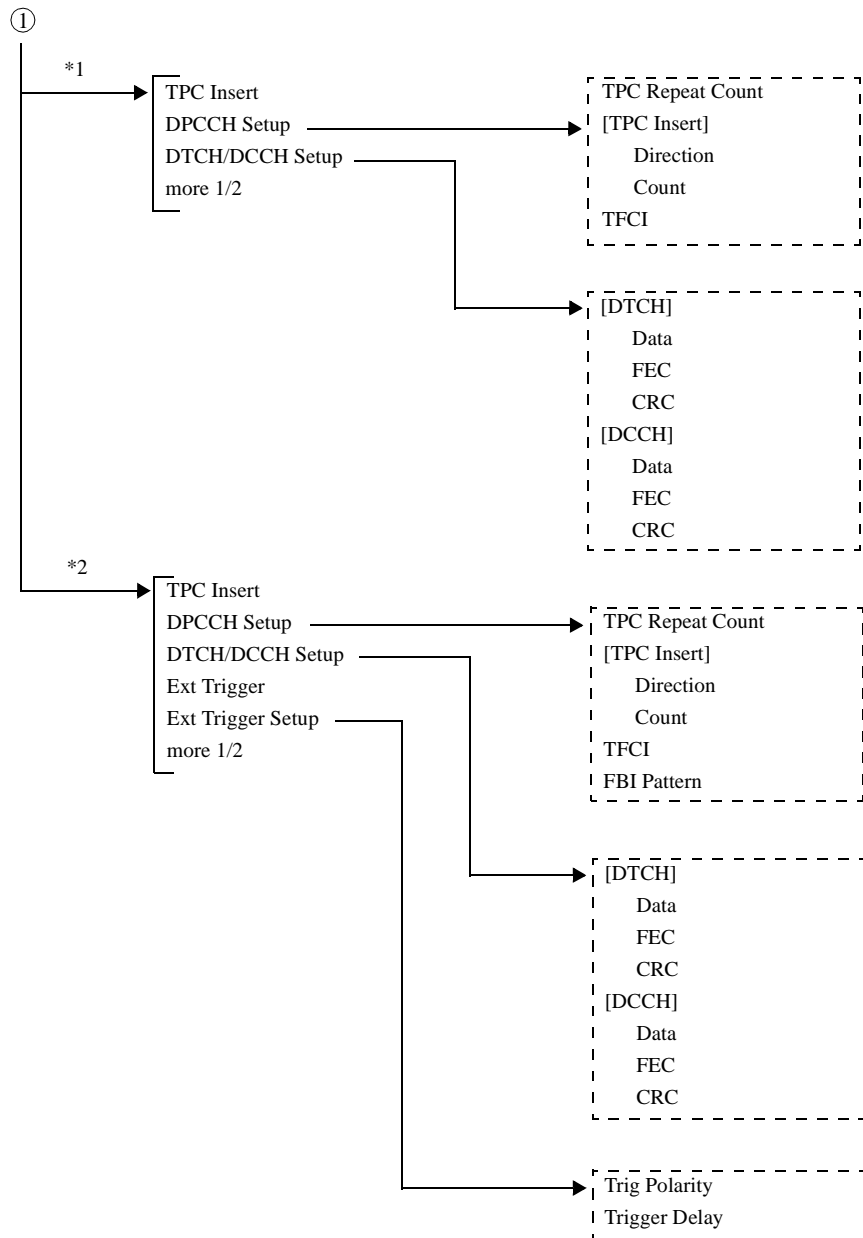 ①
*1
TPC Insert
DPCCH Setup
DTCH/DCCH Setup
more 1/2
TPC Repeat Count
[TPC Insert]
Direction
Count
TFCI
[DTCH]
Data
FEC
CRC
[DCCH]
Data
FEC
CRC
*2
TPC Insert
DPCCH Setup
DTCH/DCCH Setup
Ext Trigger
Ext Trigger Setup
more 1/2
TPC Repeat Count
[TPC Insert]
Direction
Count
TFCI
FBI Pattern
[DTCH]
Data
FEC
CRC
[DCCH]
Data
FEC
CRC
Trig Polarity
Trigger Delay